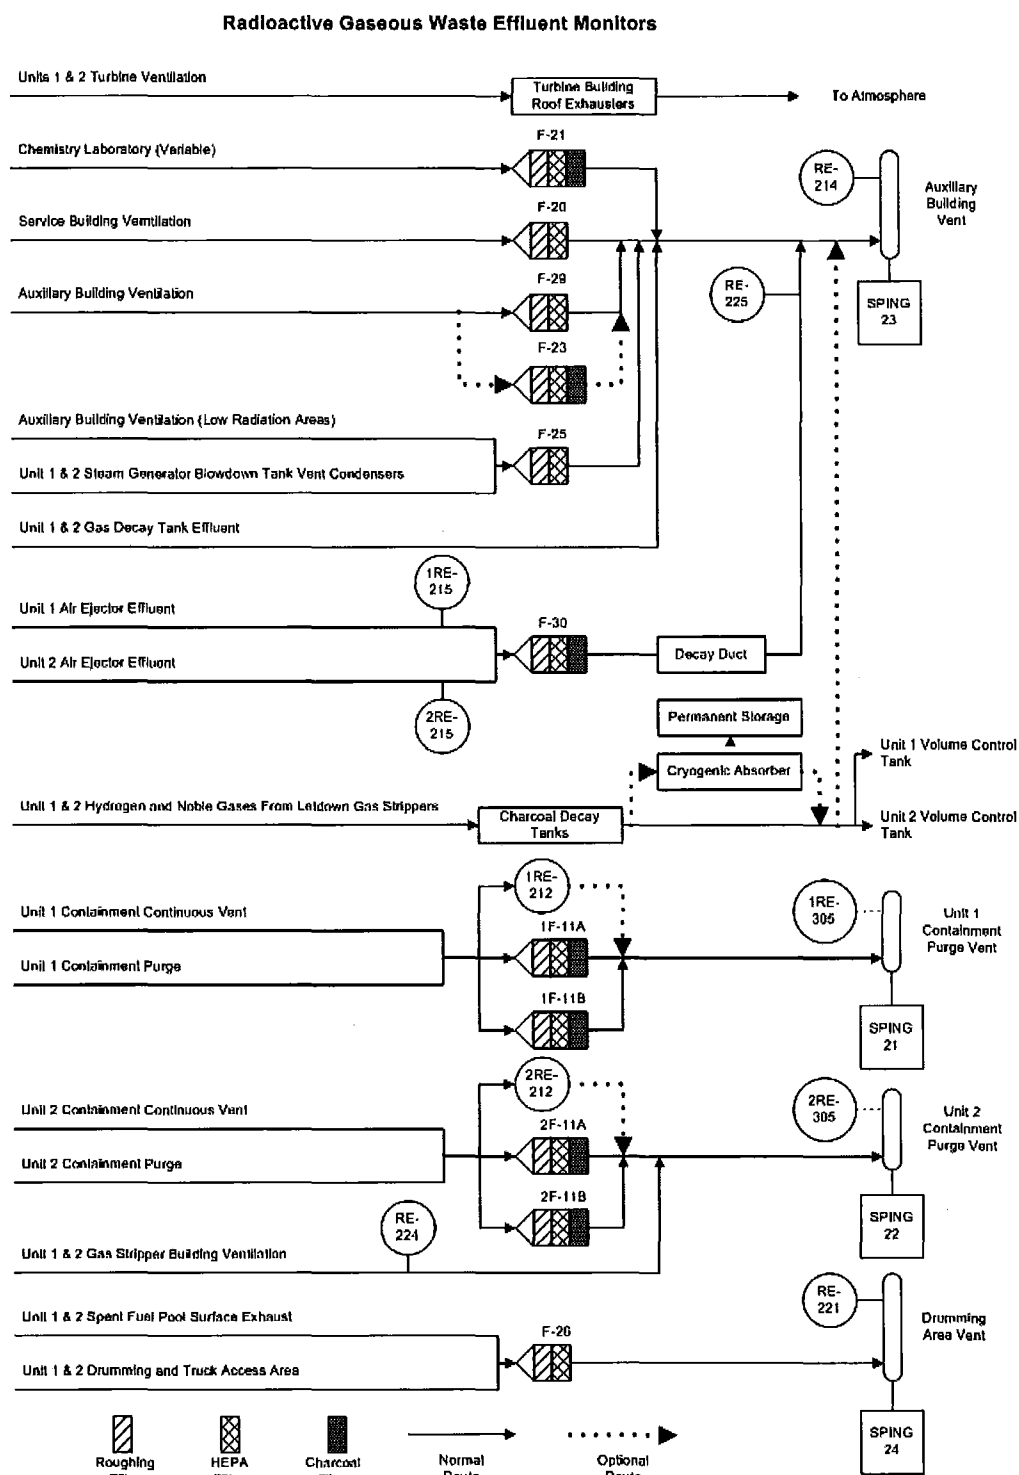 Radioactive Gaseous Waste Effluent Monitors
Units 1 & 2 Turbine Ventilation
Turbine Building
Roof Exhausters
To Atmosphere
F-21
Chemistry Laboratory (Variable)
RE-
214
Auxiliary
Building
Vent
F-20
Service Building Vemtilation
F-29
Auxiliary Building Ventilation
RE-
225
SPING
23
F-23
Auxiliary Building Ventilation (Low Radiation Areas)
F-25
Unit 1 & 2 Steam Generator Blowdown Tank Vent Condensers
Unit 1 & 2 Gas Decay Tank Effluent
1RE-
215
Unit 1 Air Ejector Effluent
F-30
Unit 2 Air Ejector Effluent
Decay Duct
2RE-
215
Permanent Storage
Cryogenic Absorber
Unit 1 Volume Control
Tank
Unit 1 & 2 Hydrogen and Noble Gases From Letdown Gas Strippers
Charcoal Decay
Tanks
Unit 2 Volume Control
Tank
1RE-
212
1RE-
305
Unit 1
Containment
Purge Vent
Unit 1 Containment Continuous Vent
1F-11A
Unit 1 Containment Purge
1F-11B
SPING
21
2RE-
212
2RE-
305
Unit 2
Containment
Purge Vent
Unit 2 Containment Continuous Vent
2F-11A
Unit 2 Containment Purge
2F-11B
RE-
224
SPING
22
Unit 1 & 2 Gas Stripper Building Ventilation
RE-
221
Drumming
Area Vent
Unit 1 & 2 Spent Fuel Pool Surface Exhaust
F-26
Unit 1 & 2 Drumming and Truck Access Area
SPING
24
Roughing
HEPA
Charcoal
Normal
Optional